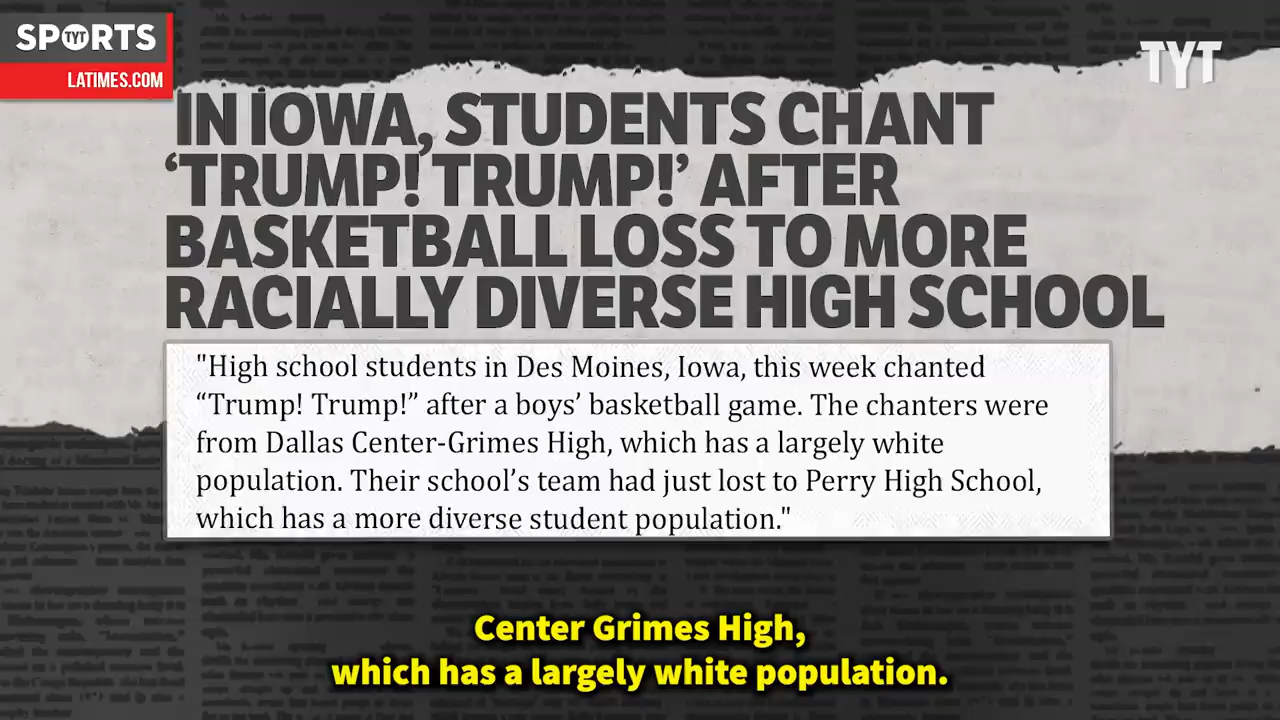 SPORTS
TYT
LATIMES.COM
TYT
IN IOWA, STUDENTS CHANT
‘TRUMP! TRUMP!’ AFTER
BASKETBALL LOSS TO MORE
RACIALLY DIVERSE HIGH SCHOOL
"High school students in Des Moines, Iowa, this week chanted
“Trump! Trump!” after a boys’ basketball game. The chanters were
from Dallas Center-Grimes High, which has a largely white
population. Their school’s team had just lost to Perry High School,
which has a more diverse student population."
Center Grimes High,
which has a largely white population.